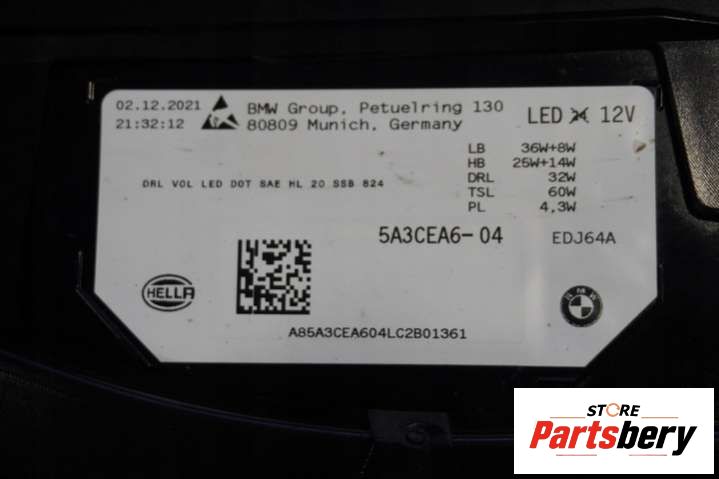 02.12.2021
21:32:12
BMW Group, Petuelring 130
80809 Munich, Germany
LED 12V
LB 36W+8W
HB 25W+14W
DRL 32W
TSL 60W
PL 4,3W
DRL VOL LED DOT SAE HL 20 SSB 824
5A3CEA6-04 EDJ64A
HELLA
BMW
A85A3CEA604LC2B01361
STORE
Partsbery